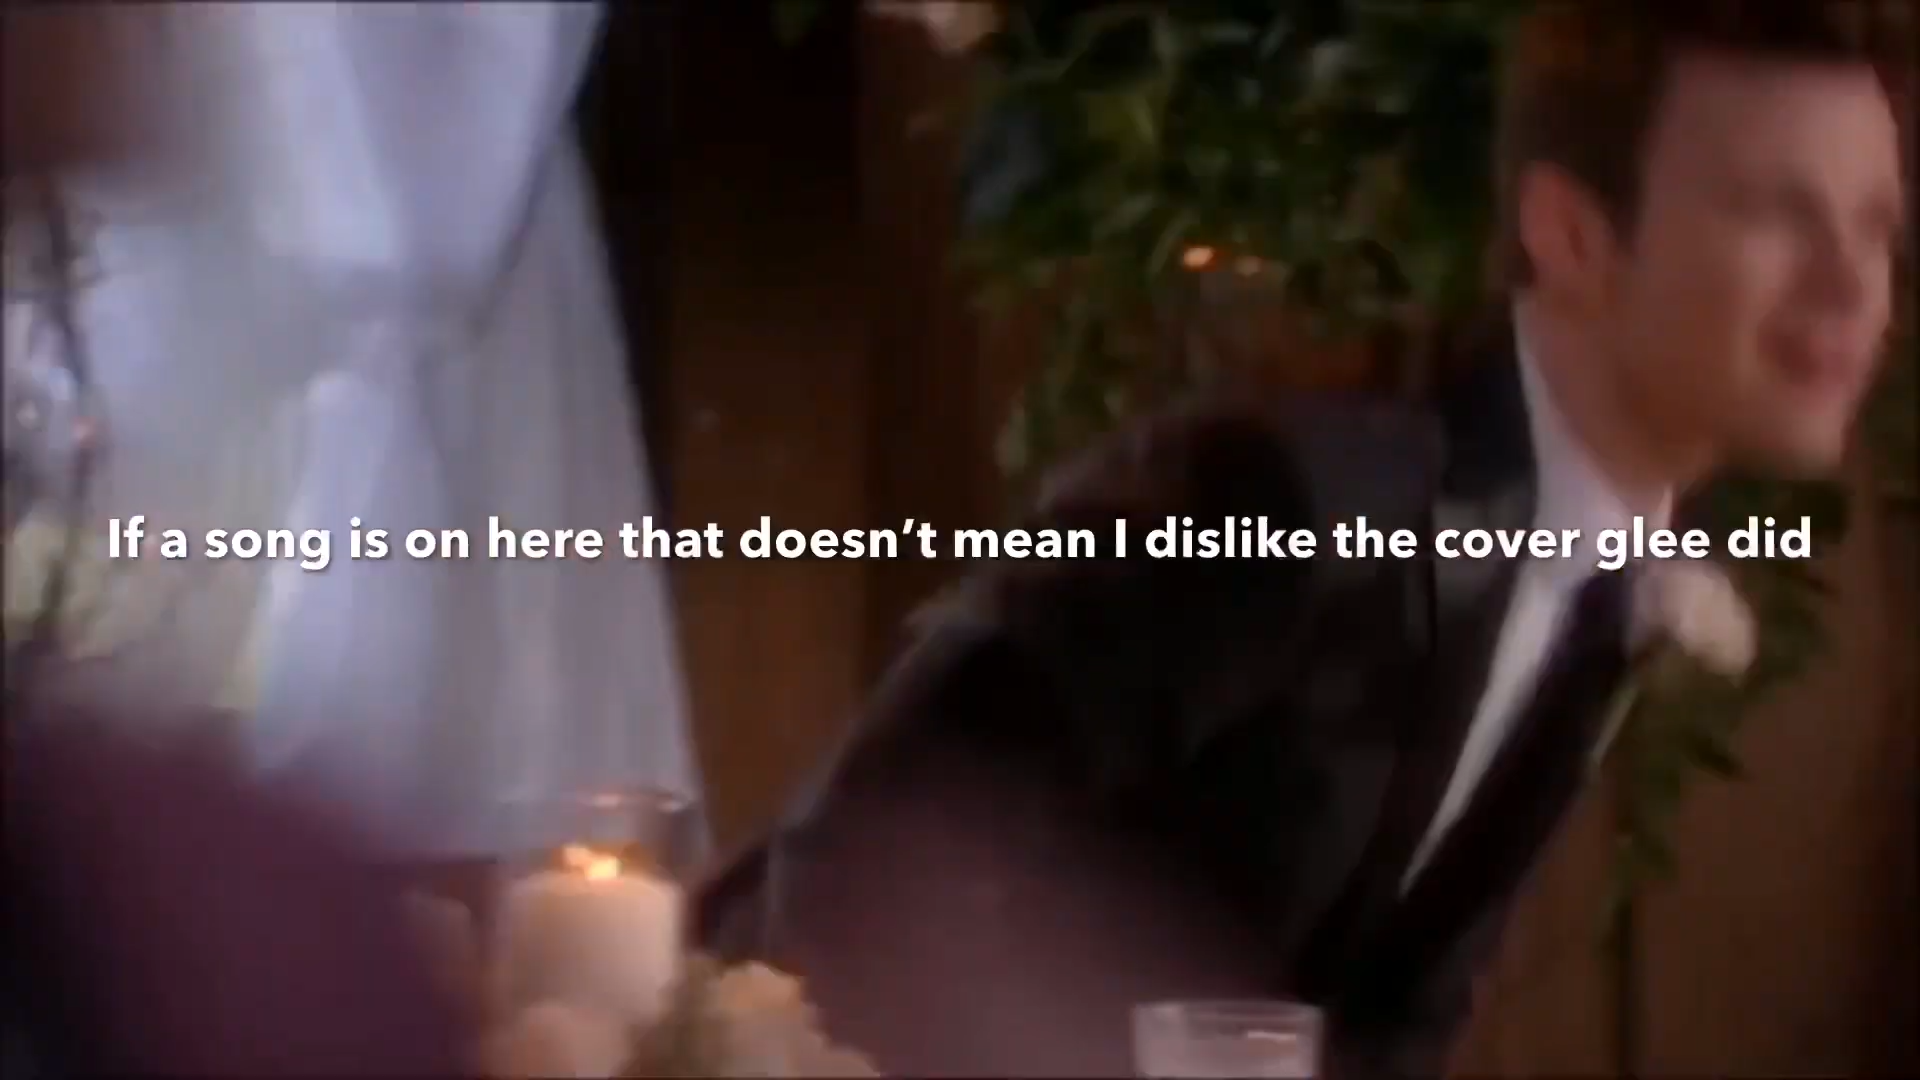 If a song is on here that doesn’t mean I dislike the cover glee did